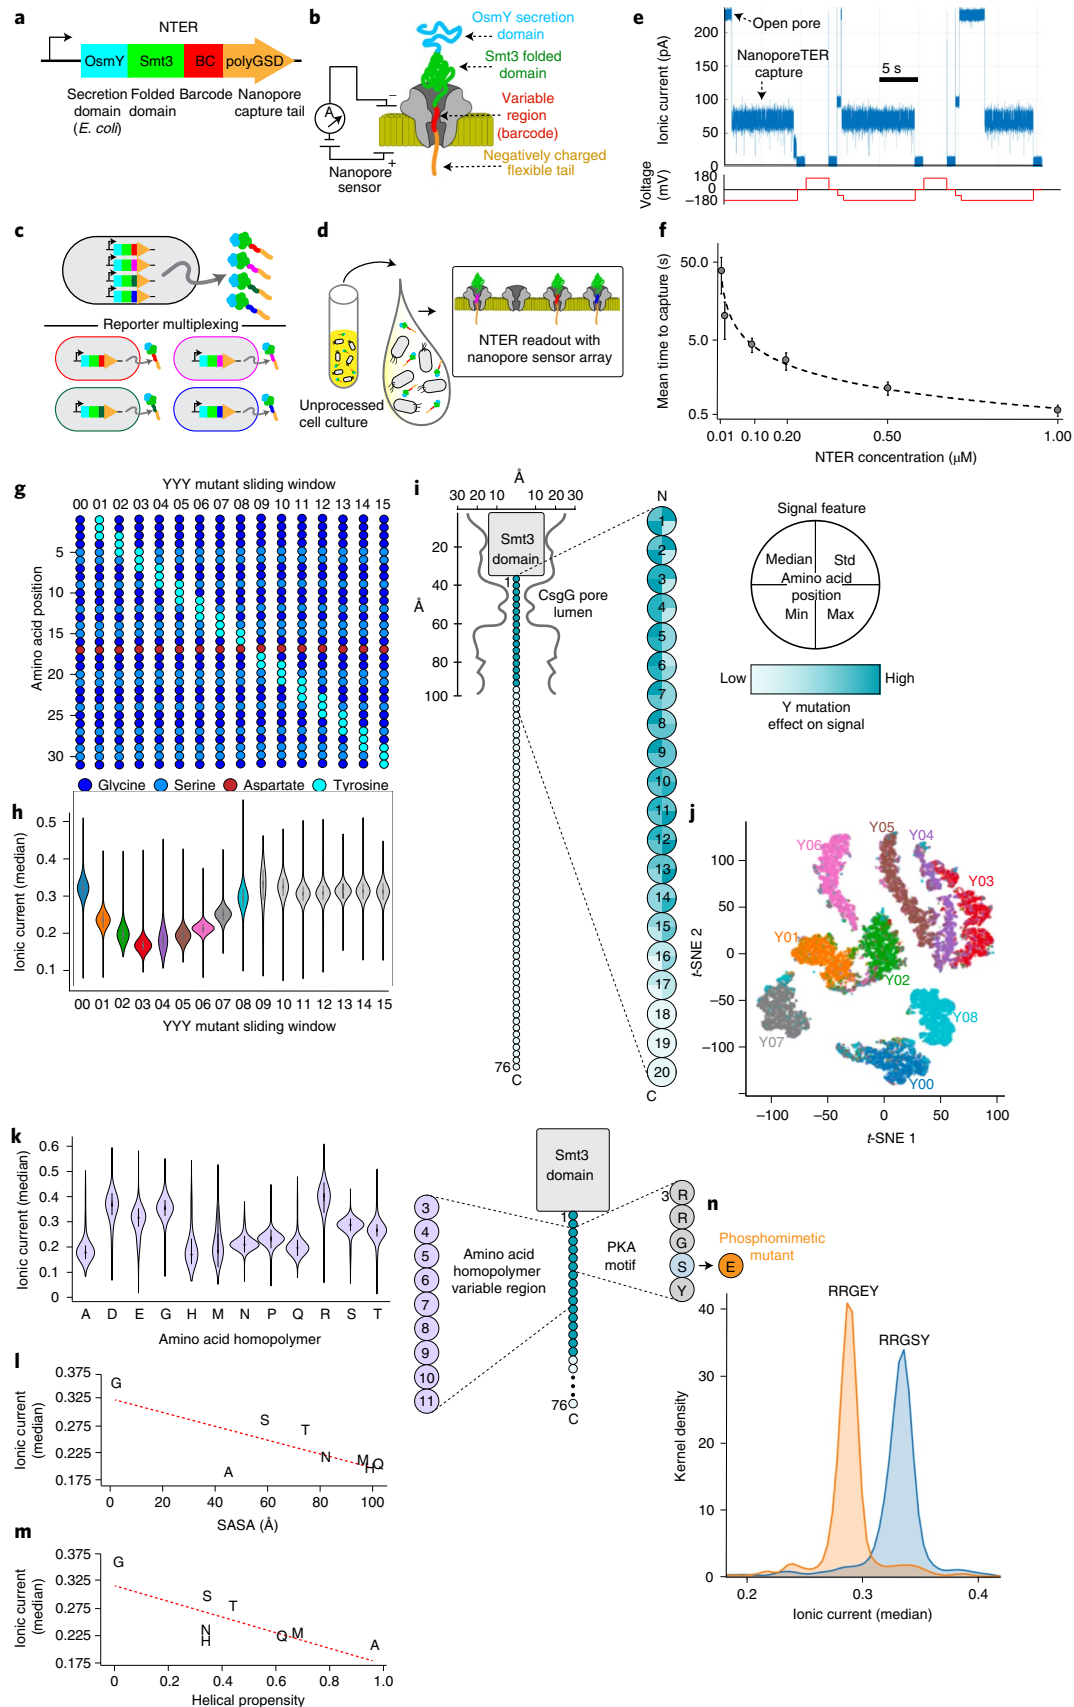 a
NTER
OsmY Smt3 BC polyGSD
Secretion Folded Barcode Nanopore
domain domain capture tail
(E. coli)
b
OsmY secretion
domain
Smt3 folded
domain
Variable
region
(barcode)
Negatively charged
flexible tail
A
−
+
Nanopore
sensor
c
Reporter multiplexing
d
Unprocessed
cell culture
NTER readout with
nanopore sensor array
e
Ionic current (pA)
200
150
100
50
0
Open pore
NanoporeTER
capture
5 s
Voltage
(mV)
180
0
−180
f
Mean time to capture (s)
50.0
5.0
0.5
0.01 0.10 0.20 0.50 1.00
NTER concentration (μM)
g
YYY mutant sliding window
00 01 02 03 04 05 06 07 08 09 10 11 12 13 14 15
Amino acid position
5
10
15
20
25
30
Glycine Serine Aspartate Tyrosine
h
Ionic current (median)
0.5
0.4
0.3
0.2
0.1
00 01 02 03 04 05 06 07 08 09 10 11 12 13 14 15
YYY mutant sliding window
i
Å
30 20 10 10 20 30
Å
20
40
60
80
100
Smt3
domain
1
CsgG pore
lumen
76
C
N
1
2
3
4
5
6
7
8
9
10
11
12
13
14
15
16
17
18
19
20
C
Signal feature
Median Std
Amino acid
position
Min Max
Low High
Y mutation
effect on signal
j
t-SNE 2
100
50
0
−50
−100
Y06
Y05
Y04
Y03
Y01
Y02
Y07
Y08
Y00
−100 −50 0 50 100
t-SNE 1
k
Ionic current (median)
0.6
0.5
0.4
0.3
0.2
0.1
0
A D E G H M N P Q R S T
Amino acid homopolymer
3
4
5
6
7
8
9
10
11
Amino acid
homopolymer
variable region
Smt3
domain
1
76
C
PKA
motif
3 R
R
G
S
Y
E
l
Ionic current
(median)
0.375
0.325
0.275
0.225
0.175
G
S
T
N
A
M
H
Q
0 20 40 60 80 100
SASA (Å)
m
Ionic current
(median)
0.375
0.325
0.275
0.225
0.175
G
S
T
N
H
Q
M
A
0 0.2 0.4 0.6 0.8 1.0
Helical propensity
n
Phosphomimetic
mutant
RRGEY
RRGSY
Kernel density
40
30
20
10
0
0.2 0.3 0.4
Ionic current (median)